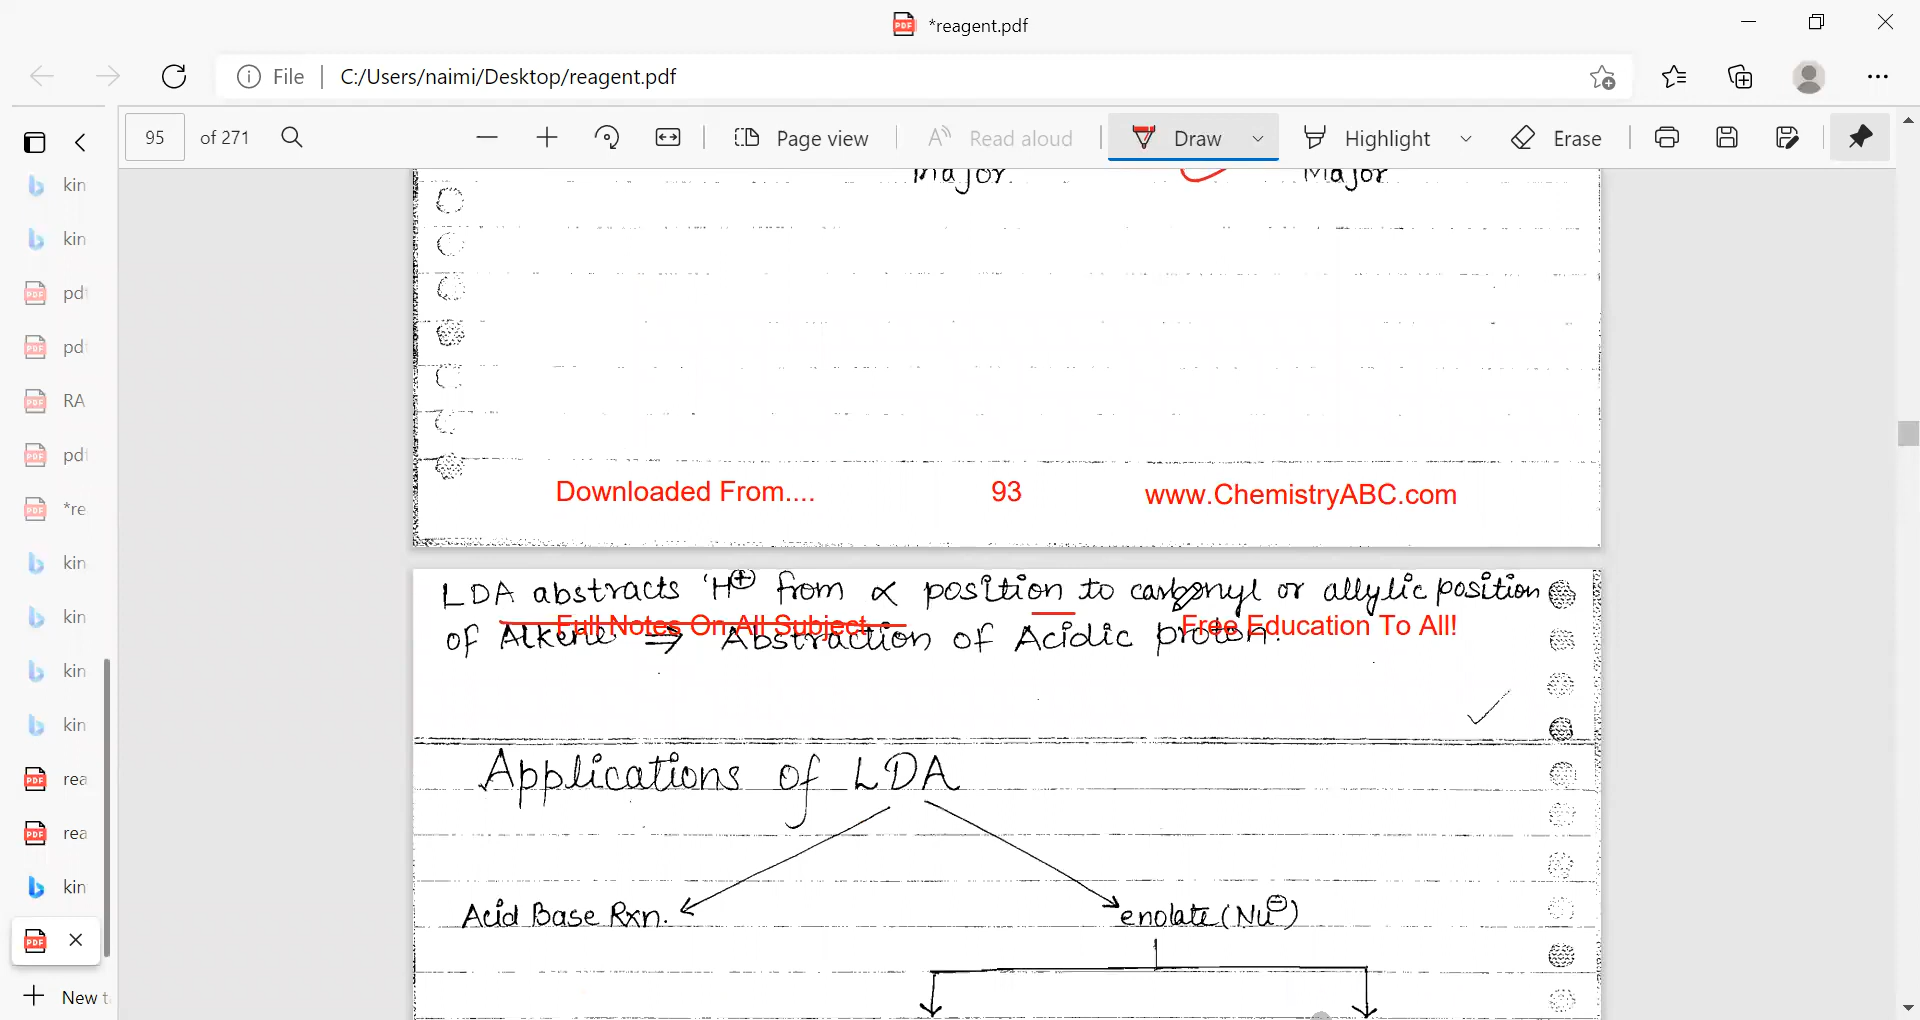 *reagent.pdf
File
C:/Users/naimi/Desktop/reagent.pdf
95 of 271
Page view
Read aloud
Draw
Highlight
Erase
kin
kin
pdf
pdf
RA
pdf
*re
kin
kin
kin
kin
rea
rea
kin
New t
Major
Major
Downloaded From....
93
www.ChemistryABC.com
LDA abstracts 'H⊕ from α position to carbonyl or allylic position
Full Notes On All Subject
Free Education To All!
of Alkene ⇒ Abstraction of Acidic proton.
Applications of LDA
Acid Base Rxn.
enolate (Nu⊖)